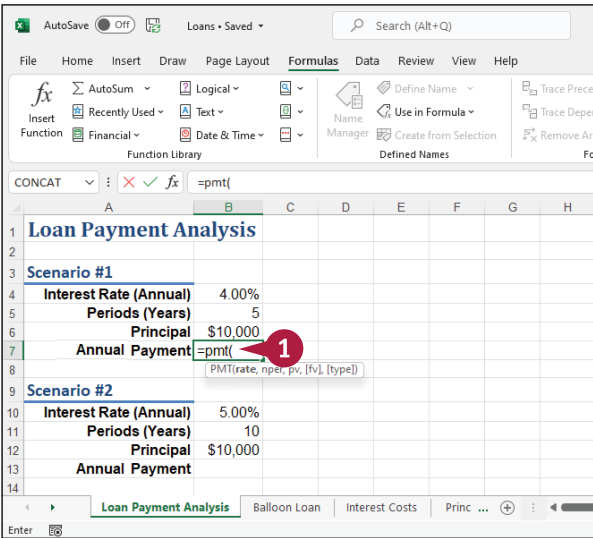 AutoSave Off Loans • Saved Search (Alt+Q)
File Home Insert Draw Page Layout Formulas Data Review View Help
fx Insert Function
AutoSum
Recently Used
Financial
Logical
Text
Date & Time
Function Library
Name Manager
Define Name
Use in Formula
Create from Selection
Defined Names
Trace Prece
Trace Depe
Remove Ar
Fo
CONCAT fx =pmt(
A B C D E F G H
1 Loan Payment Analysis
2
3 Scenario #1
4 Interest Rate (Annual) 4.00%
5 Periods (Years) 5
6 Principal $10,000
7 Annual Payment =pmt( 1
PMT(rate, nper, pv, [fv], [type])
8
9 Scenario #2
10 Interest Rate (Annual) 5.00%
11 Periods (Years) 10
12 Principal $10,000
13 Annual Payment
14
Loan Payment Analysis Balloon Loan Interest Costs Princ ...
Enter